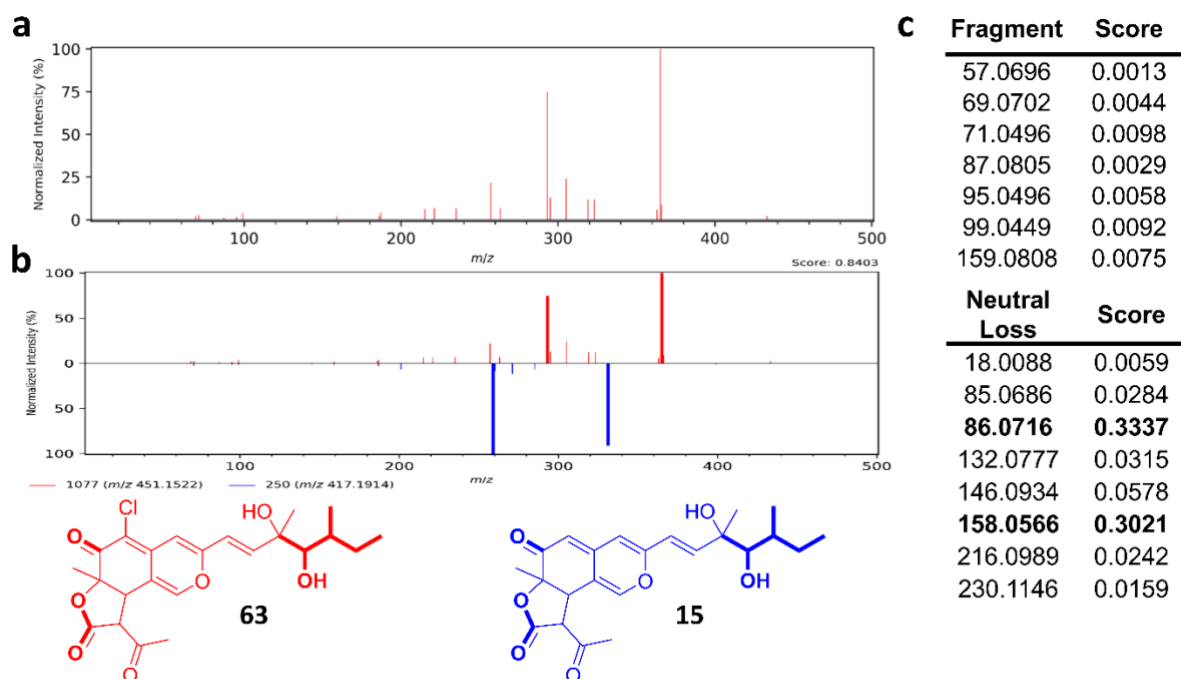 a
Normalized Intensity (%)
100
75
50
25
0
100 200 300 400 500
m/z
b
Score: 0.8403
Normalized Intensity (%)
100
50
0
50
100
100 200 300 400 500
m/z
1077 (m/z 451.1522) 250 (m/z 417.1914)
Cl
HO
O
OH
O
O
O
O
63
HO
O
OH
O
O
O
O
15
c
Fragment Score
57.0696 0.0013
69.0702 0.0044
71.0496 0.0098
87.0805 0.0029
95.0496 0.0058
99.0449 0.0092
159.0808 0.0075
Neutral
Loss Score
18.0088 0.0059
85.0686 0.0284
86.0716 0.3337
132.0777 0.0315
146.0934 0.0578
158.0566 0.3021
216.0989 0.0242
230.1146 0.0159